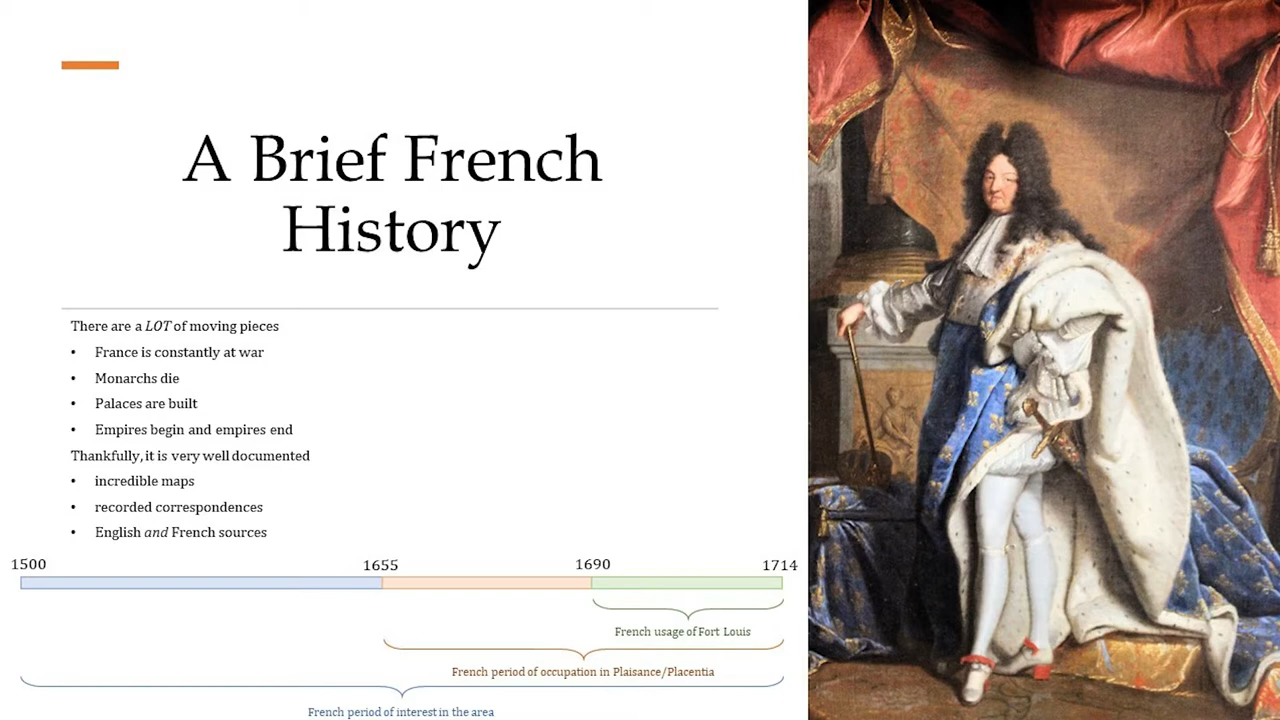 A Brief French
History
There are a LOT of moving pieces
• France is constantly at war
• Monarchs die
• Palaces are built
• Empires begin and empires end
Thankfully, it is very well documented
• incredible maps
• recorded correspondences
• English and French sources
1500 1655 1690 1714
French usage of Fort Louis
French period of occupation in Plaisance/Placentia
French period of interest in the area